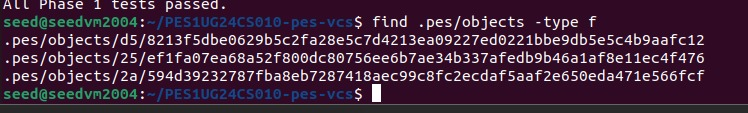 All Phase 1 tests passed.
seed@seedvm2004:~/PES1UG24CS010-pes-vcs$ find .pes/objects -type f
.pes/objects/d5/8213f5dbe0629b5c2fa28e5c7d4213ea09227ed0221bbe9db5e5c4b9aafc12
.pes/objects/25/ef1fa07ea68a52f800dc80756ee6b7ae34b337afedb9b46a1af8e11ec4f476
.pes/objects/2a/594d39232787fba8eb7287418aec99c8fc2ecdaf5aaf2e650eda471e566fcf
seed@seedvm2004:~/PES1UG24CS010-pes-vcs$